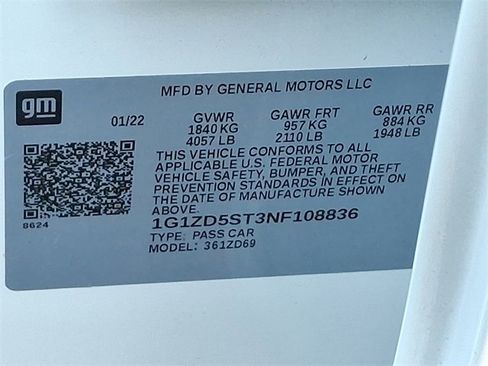 gm
MFD BY GENERAL MOTORS LLC
01/22 GVWR GAWR FRT GAWR RR
1840 KG 957 KG 884 KG
4057 LB 2110 LB 1948 LB
THIS VEHICLE CONFORMS TO ALL
APPLICABLE U.S. FEDERAL MOTOR
VEHICLE SAFETY, BUMPER, AND THEFT
PREVENTION STANDARDS IN EFFECT ON
THE DATE OF MANUFACTURE SHOWN
ABOVE.
8624
1G1ZD5ST3NF108836
TYPE: PASS CAR
MODEL: 361ZD69